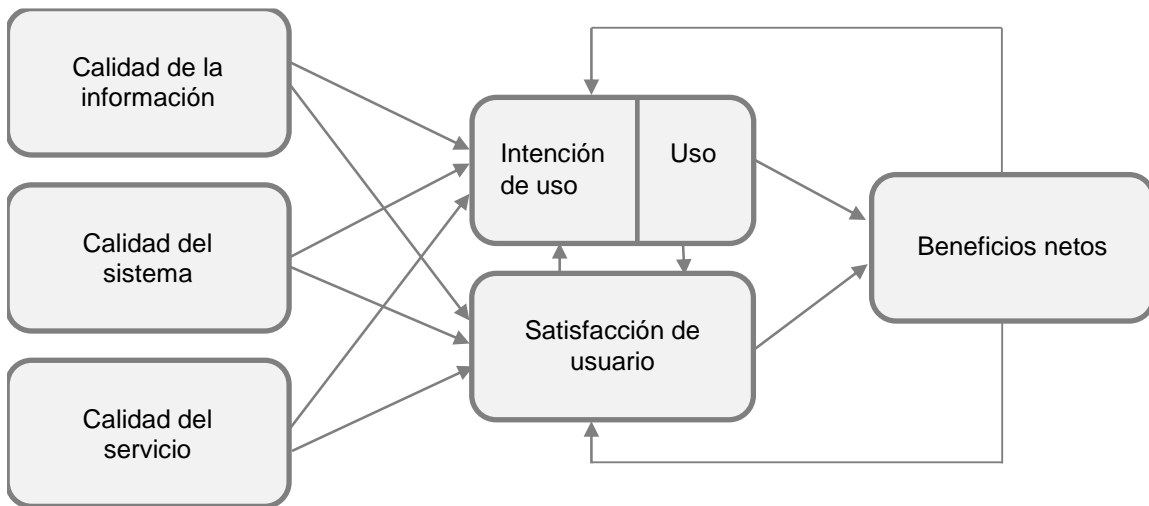 Calidad de la
información
Calidad del
sistema
Calidad del
servicio
Intención
de uso
Uso
Satisfacción de
usuario
Beneficios netos